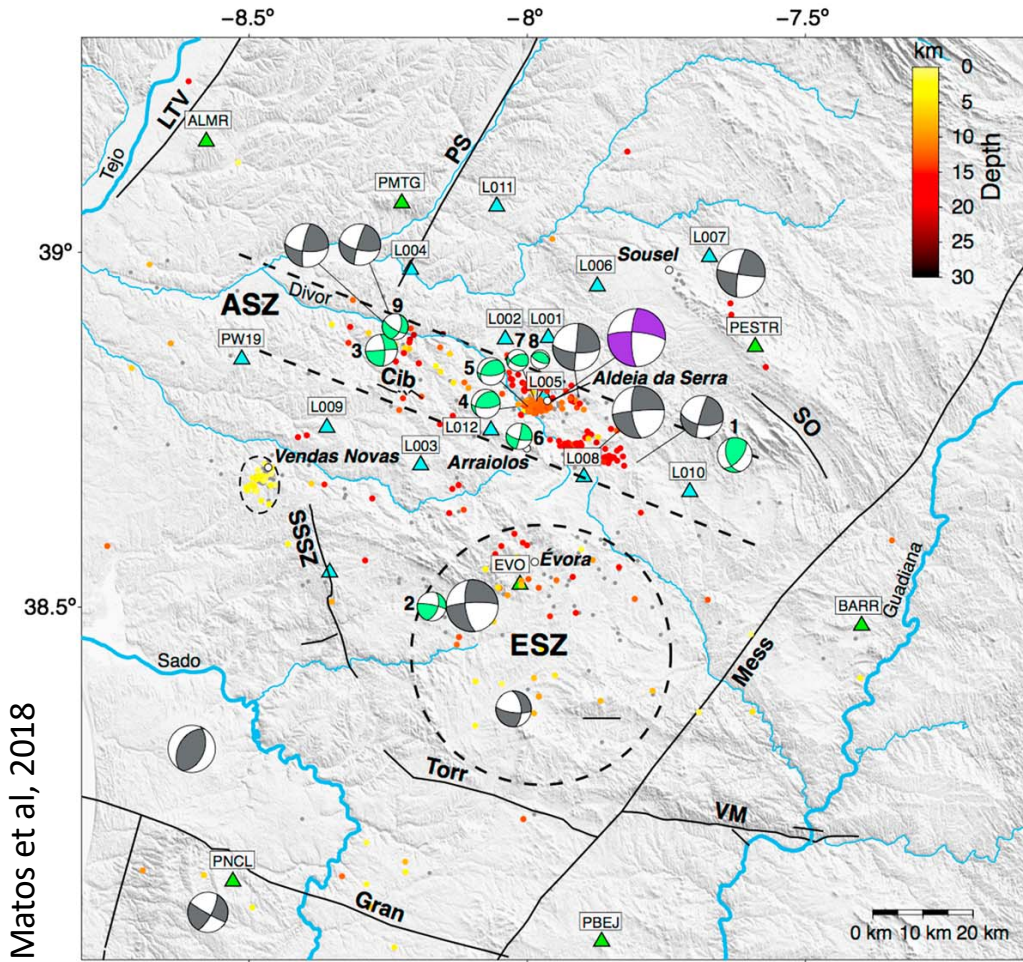 −8.5°
−8°
−7.5°
km
0
5
10
15
20
25
30
Depth
LTV
ALMR
Tejo
PS
PMTG
L011
39°
L004
L007
Sousel
L006
Divor
ASZ
9
L002
L001
PESTR
7
8
PW19
3
5
L005
Aldeia da Serra
Cib
4
SO
L009
L012
6
1
Vendas Novas
L003
Arraiolos
L008
L010
SSSZ
Évora
EVO
38.5°
2
BARR
Guadiana
ESZ
Sado
Mess
Torr
VM
PNCL
Gran
PBEJ
0 km 10 km 20 km
Matos et al, 2018